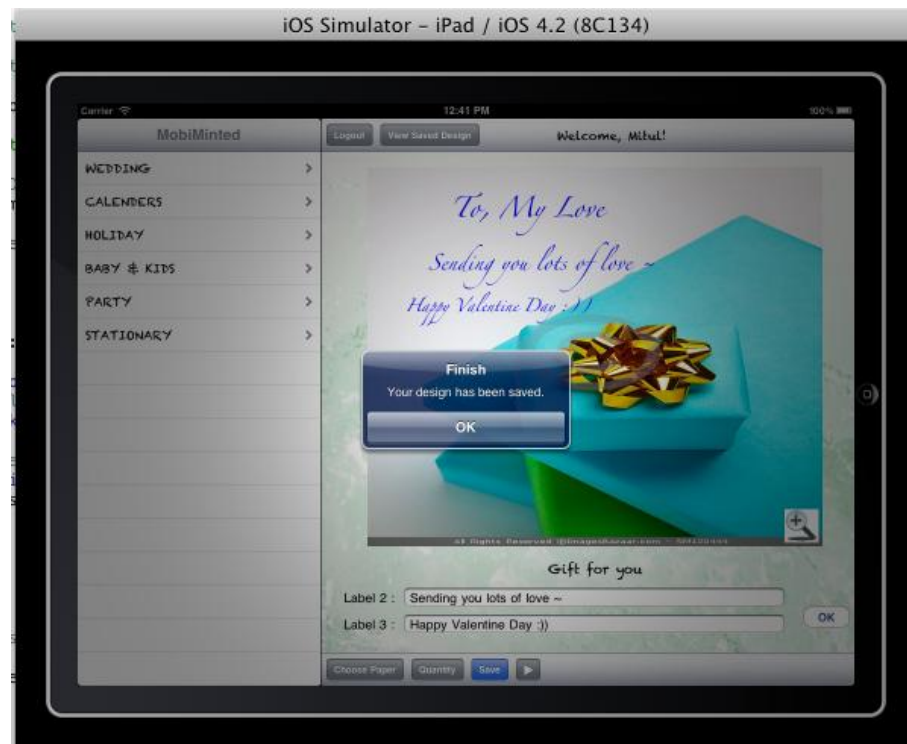 iOS Simulator – iPad / iOS 4.2 (8C134)
Carrier 12:41 PM 100%
MobiMinted
Logout View Saved Design Welcome, Mitul!
WEDDING
CALENDERS
HOLIDAY
BABY & KIDS
PARTY
STATIONARY
To, My Love
Sending you lots of love ~
Happy Valentine Day :))
Finish
Your design has been saved.
OK
All Rights Reserved
Gift for you
Label 2 : Sending you lots of love ~
Label 3 : Happy Valentine Day :))
OK
Choose Paper Quantity Save